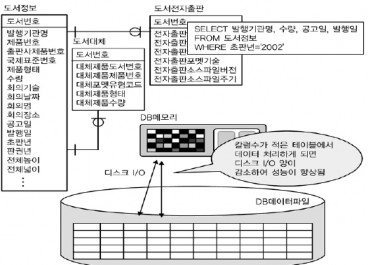 도서정보
도서번호
발행기관명
제품번호
출판사제품번호
국제표준번호
제품형태
수량
회의기술
회의날짜
회의명
회의장소
공고일
발행일
초판년
판권년
전체높이
전체넓이
도서대체
도서번호
대체제품도서번호
대체제품제품번호
대체포맷유형코드
대체제품형태
대체제품수량
도서전자출판
도서번호
전자출판
전자출판
전자출판
전자출판포맷기술
전자출판소스파일버전
전자출판소스파일주기
SELECT 발행기관명, 수량, 공고일, 발행일
FROM 도서정보
WHERE 초판년='2002'
DB메모리
디스크 I/O
칼럼수가 적은 테이블에서
데이터 처리하게 되면
디스크 I/O 양이
감소하여 성능이 향상됨
DB데이터파일